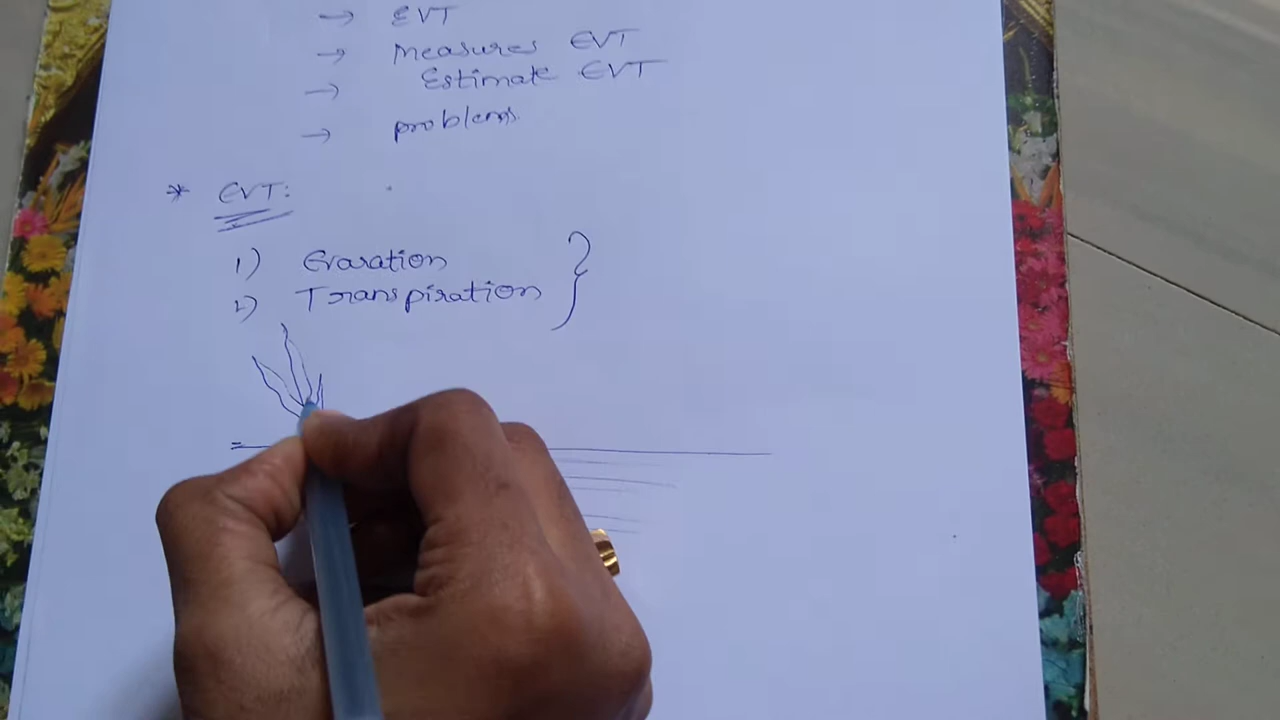 → EVT
→ Measures EVT
→ Estimate EVT
→ problems
* EVT:
1) Evaration
2) Transpiration